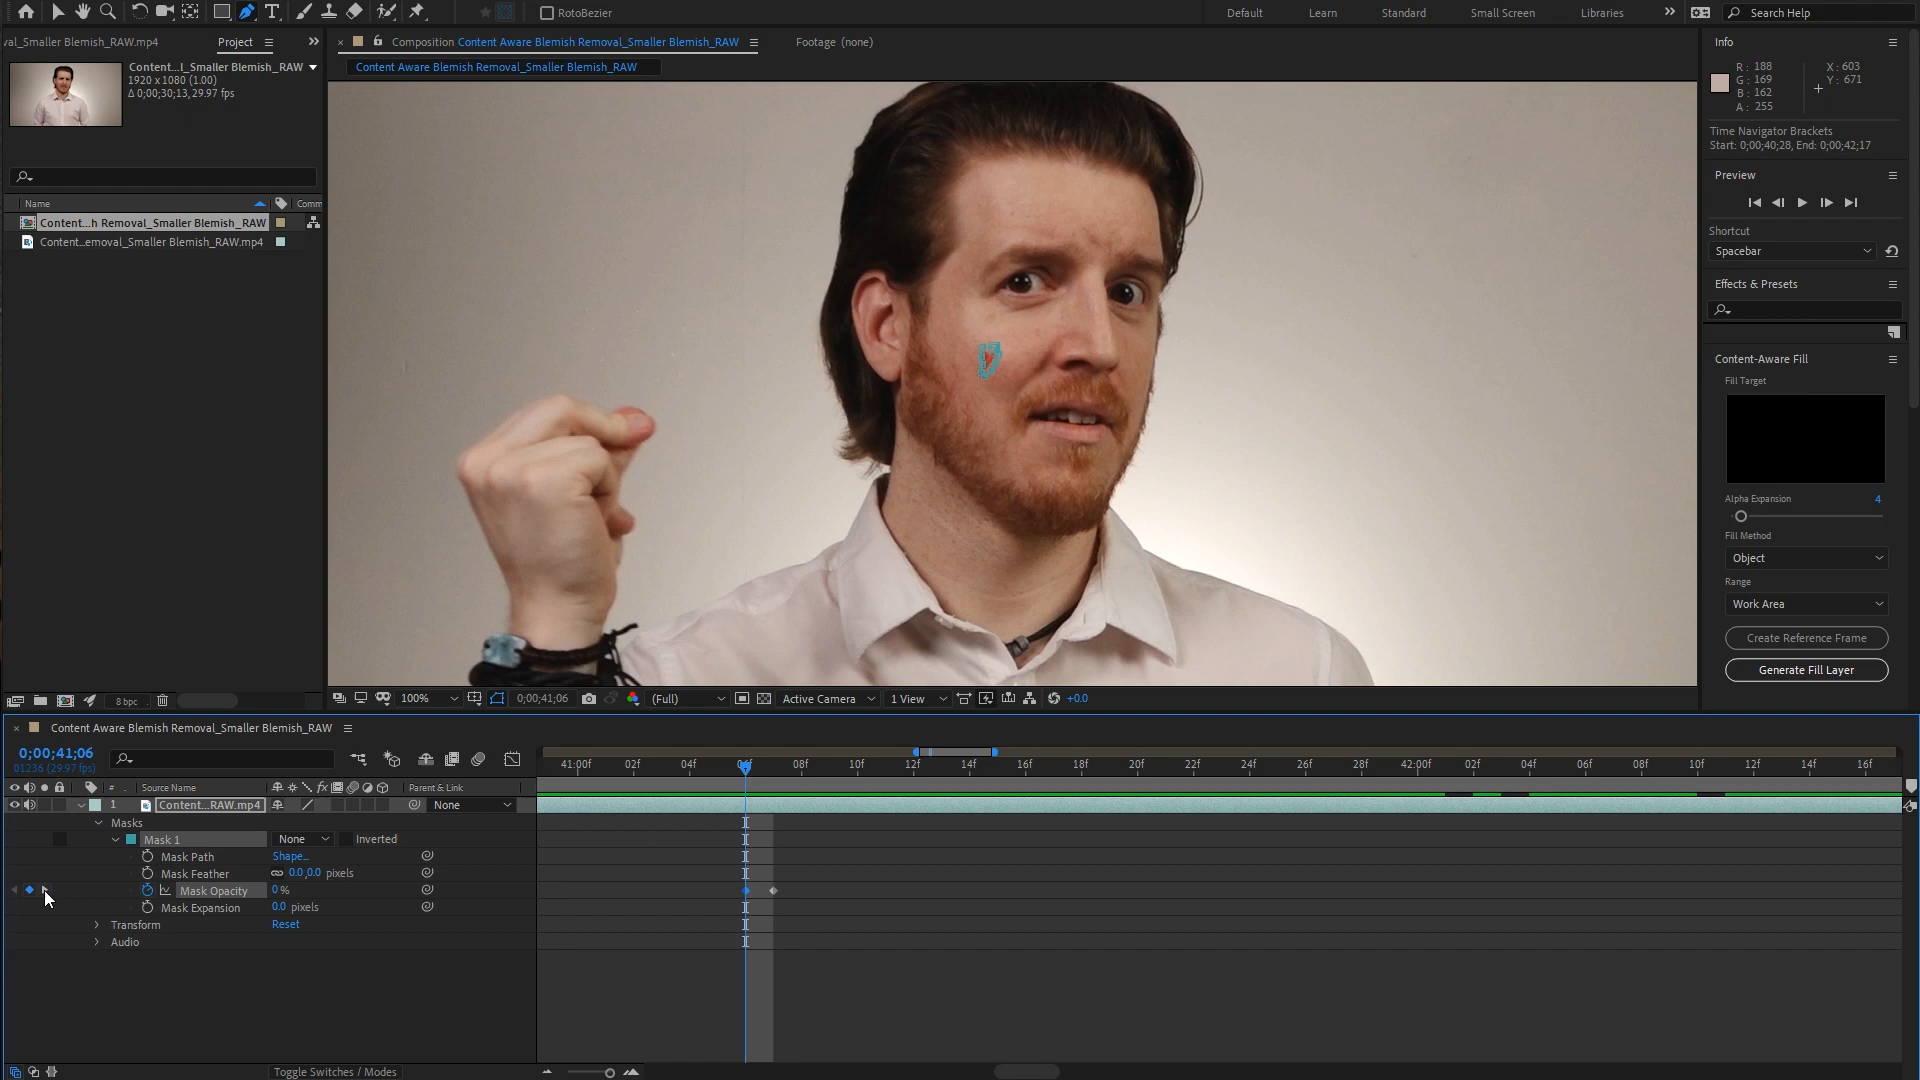 RotoBezier
Default
Learn
Standard
Small Screen
Libraries
Search Help
val_Smaller Blemish_RAW.mp4
Project
Composition Content Aware Blemish Removal_Smaller Blemish_RAW
Footage (none)
Content Aware Blemish Removal_Smaller Blemish_RAW
Content...l_Smaller Blemish_RAW
1920 x 1080 (1.00)
Δ 0;00;30;13, 29.97 fps
Name
Comm
Content...h Removal_Smaller Blemish_RAW
Content...emoval_Smaller Blemish_RAW.mp4
8 bpc
Info
R: 188
G: 169
B: 162
A: 255
X: 603
Y: 671
Time Navigator Brackets
Start: 0;00;40;28, End: 0;00;42;17
Preview
Shortcut
Spacebar
Effects & Presets
Content-Aware Fill
Fill Target
Alpha Expansion
4
Fill Method
Object
Range
Work Area
Create Reference Frame
Generate Fill Layer
100%
0;00;41;06
(Full)
Active Camera
1 View
+0.0
Content Aware Blemish Removal_Smaller Blemish_RAW
0;00;41;06
01236 (29.97 fps)
41:00f 02f 04f 06f 08f 10f 12f 14f 16f 18f 20f 22f 24f 26f 28f 42:00f 02f 04f 06f 08f 10f 12f 14f 16f
# . Source Name
fx
Parent & Link
1 Content...RAW.mp4
None
Masks
Mask 1 None Inverted
Mask Path Shape...
Mask Feather 0.0,0.0 pixels
Mask Opacity 0 %
Mask Expansion 0.0 pixels
Transform Reset
Audio
Toggle Switches / Modes